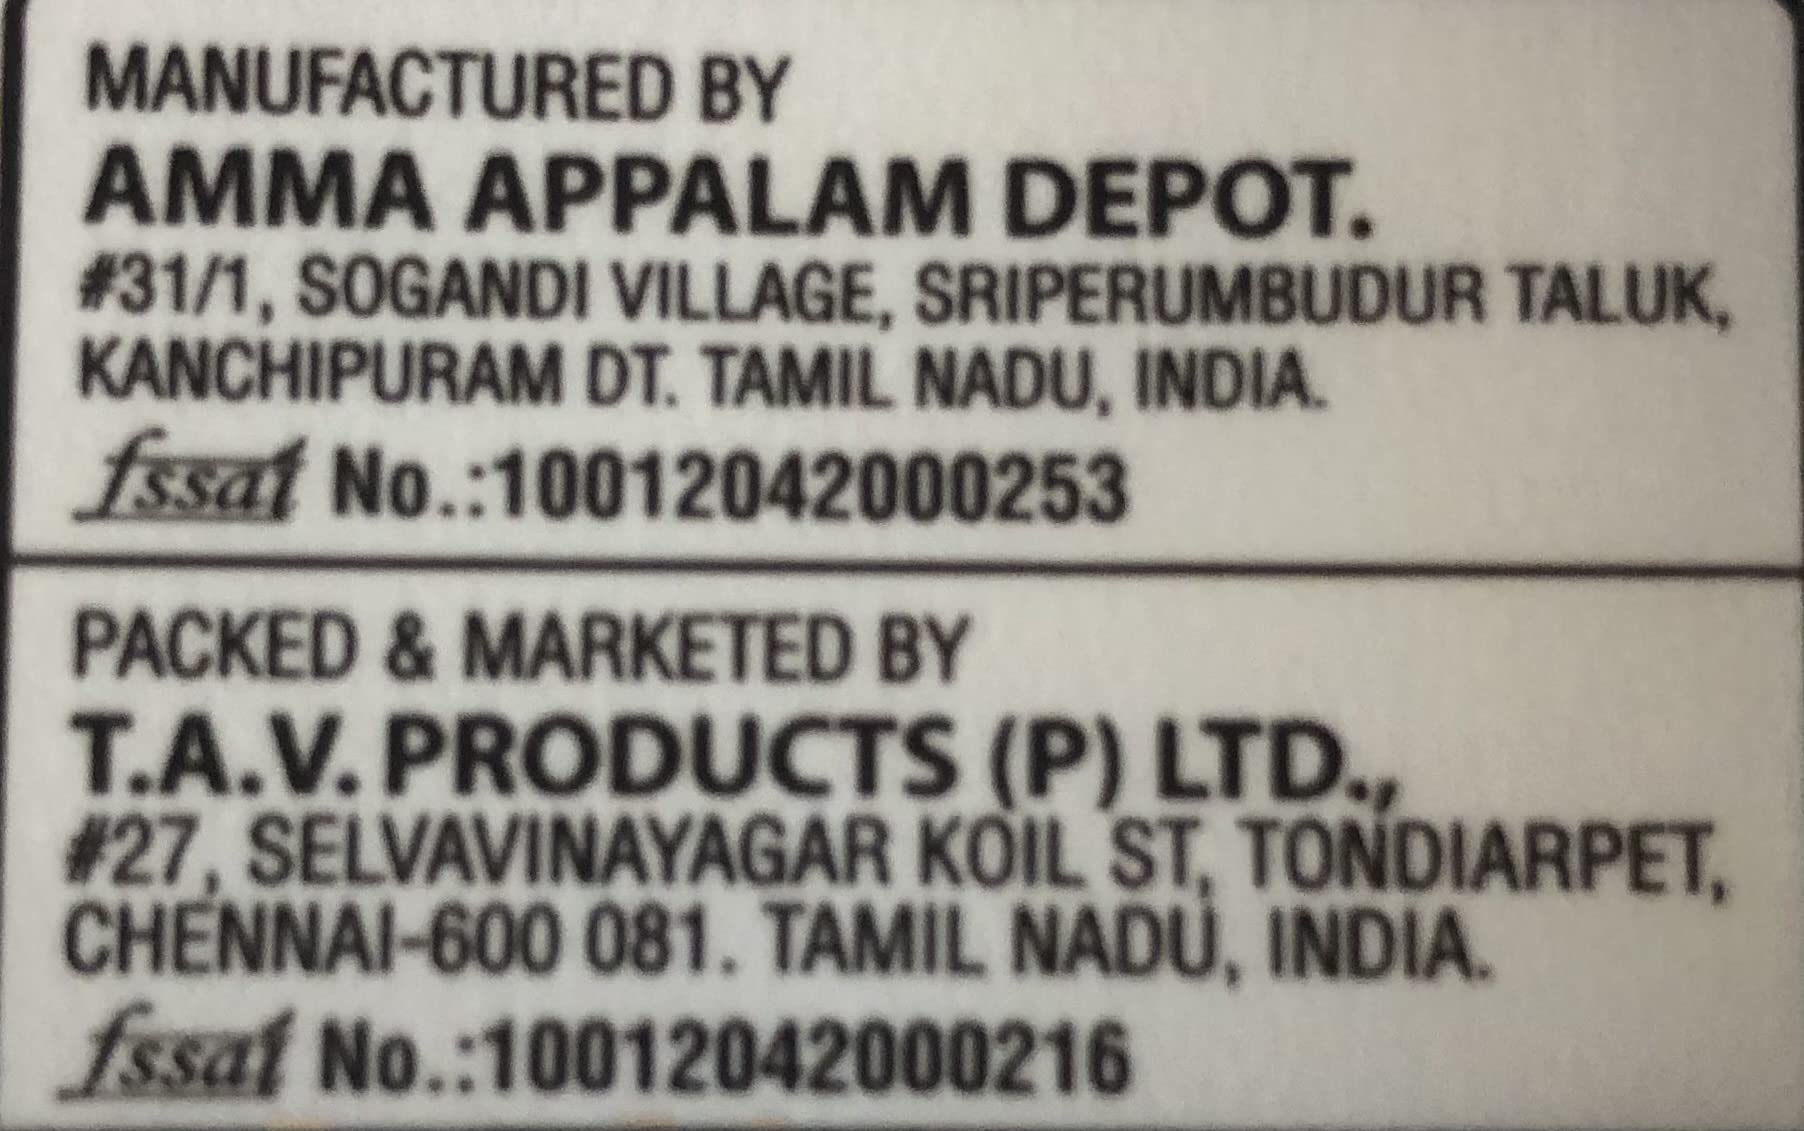 MANUFACTURED BY
AMMA APPALAM DEPOT.
#31/1, SOGANDI VILLAGE, SRIPERUMBUDUR TALUK,
KANCHIPURAM DT. TAMIL NADU, INDIA.
fssai No.:10012042000253
PACKED & MARKETED BY
T.A.V. PRODUCTS (P) LTD.,
#27, SELVAVINAYAGAR KOIL ST, TONDIARPET,
CHENNAI-600 081. TAMIL NADU, INDIA.
fssai No.:10012042000216